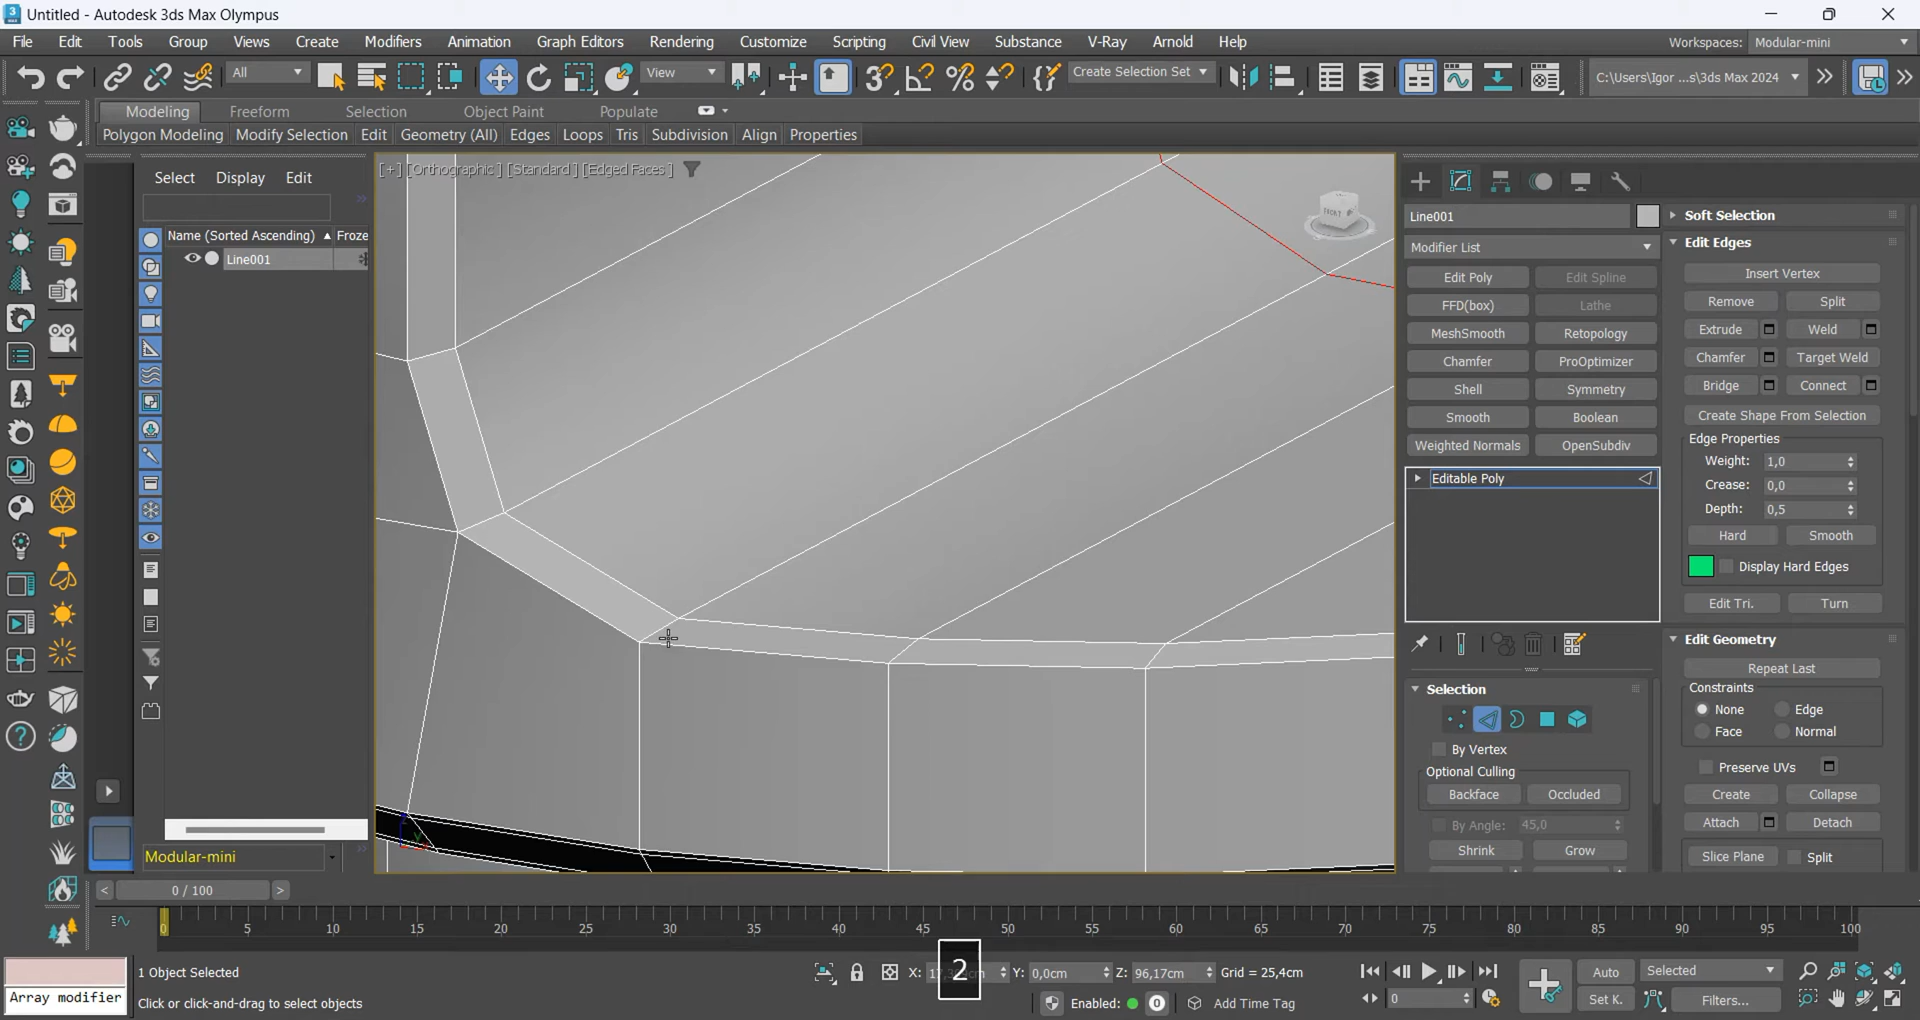 Untitled - Autodesk 3ds Max Olympus
File Edit Tools Group Views Create Modifiers Animation Graph Editors Rendering Customize Scripting Civil View Substance V-Ray Arnold Help Workspaces: Modular-mini
All View Create Selection Set C:\Users\Igor ...s\3ds Max 2024
Modeling Freeform Selection Object Paint Populate
Polygon Modeling Modify Selection Edit Geometry (All) Edges Loops Tris Subdivision Align Properties
Select Display Edit
Name (Sorted Ascending) Froze
Line001
[+] [Orthographic ] [Standard ] [Edged Faces ]
FRONT
Line001
Modifier List
Edit Poly Edit Spline
FFD(box) Lathe
MeshSmooth Retopology
Chamfer ProOptimizer
Shell Symmetry
Smooth Boolean
Weighted Normals OpenSubdiv
Editable Poly
Selection
By Vertex
Optional Culling
Backface Occluded
By Angle: 45,0
Shrink Grow
Soft Selection
Edit Edges
Insert Vertex
Remove Split
Extrude Weld
Chamfer Target Weld
Bridge Connect
Create Shape From Selection
Edge Properties
Weight: 1,0
Crease: 0,0
Depth: 0,5
Hard Smooth
Display Hard Edges
Edit Tri. Turn
Edit Geometry
Repeat Last
Constraints
None Edge
Face Normal
Preserve UVs
Create Collapse
Attach Detach
Slice Plane Split
z y
Modular-mini
< 0 / 100 >
0 5 10 15 20 25 30 35 40 45 50 55 60 65 70 75 80 85 90 95 100
2
1 Object Selected X: Y: 0,0cm Z: 96,17cm Grid = 25,4cm Auto Selected
Array modifier Click or click-and-drag to select objects Enabled: 0 Add Time Tag 0 Set K. Filters...